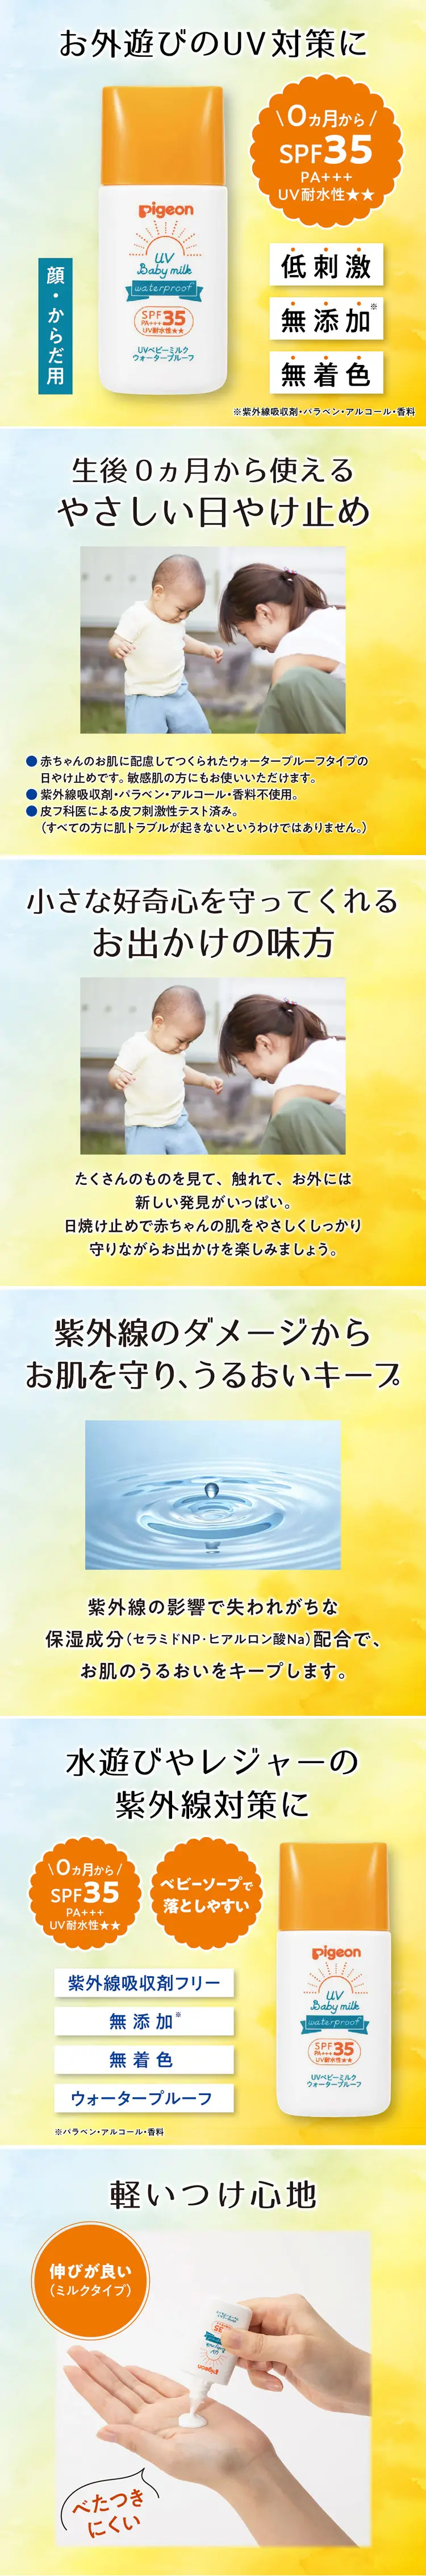 お外遊びのUV対策に
0ヵ月から
SPF35
PA+++
UV耐水性★★
pigeon
UV
Baby milk
waterproof
SPF35
PA+++
UV耐水性★★
UVベビーミルク
ウォータープルーフ
顔・からだ用
低刺激
無添加※
無着色
※紫外線吸収剤・パラベン・アルコール・香料
生後0ヵ月から使える
やさしい日やけ止め
●赤ちゃんのお肌に配慮してつくられたウォータープルーフタイプの
日やけ止めです。敏感肌の方にもお使いいただけます。
●紫外線吸収剤・パラベン・アルコール・香料不使用。
●皮フ科医による皮フ刺激性テスト済み。
(すべての方に肌トラブルが起きないというわけではありません。)
小さな好奇心を守ってくれる
お出かけの味方
たくさんのものを見て、触れて、お外には
新しい発見がいっぱい。
日焼け止めで赤ちゃんの肌をやさしくしっかり
守りながらお出かけを楽しみましょう。
紫外線のダメージから
お肌を守り、うるおいキープ
紫外線の影響で失われがちな
保湿成分(セラミドNP・ヒアルロン酸Na)配合で、
お肌のうるおいをキープします。
水遊びやレジャーの
紫外線対策に
0ヵ月から
SPF35
PA+++
UV耐水性★★
ベビーソープで
落としやすい
紫外線吸収剤フリー
無添加※
無着色
ウォータープルーフ
※パラベン・アルコール・香料
pigeon
UV
Baby milk
waterproof
SPF35
PA+++
UV耐水性★★
UVベビーミルク
ウォータープルーフ
軽いつけ心地
伸びが良い
(ミルクタイプ)
pigeon
UV
Baby milk
35
べたつき
にくい